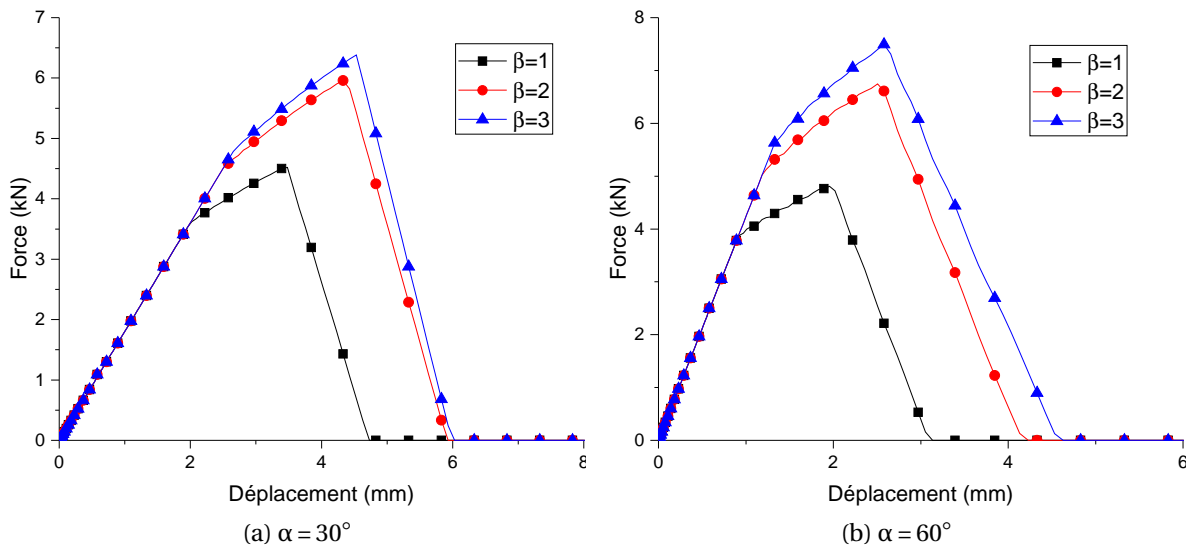 7
6
5
4
3
2
1
0
Force (kN)
β=1
β=2
β=3
0 2 4 6 8
Déplacement (mm)
(a) α = 30°
8
6
4
2
0
Force (kN)
β=1
β=2
β=3
0 2 4 6
Déplacement (mm)
(b) α = 60°